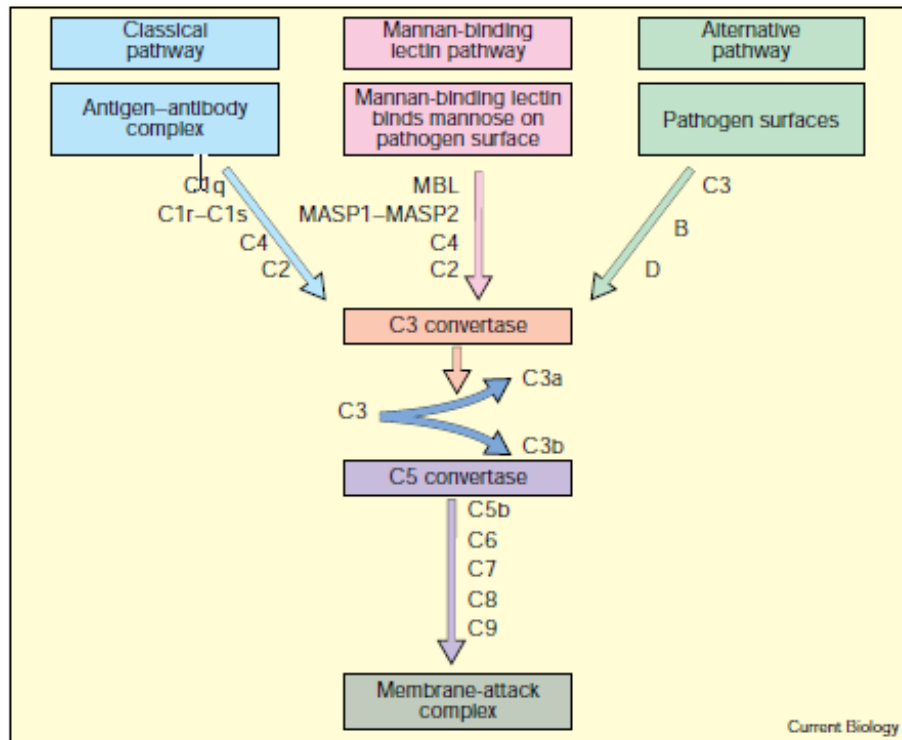 Classical
pathway
Mannan-binding
lectin pathway
Alternative
pathway
Antigen–antibody
complex
Mannan-binding lectin
binds mannose on
pathogen surface
Pathogen surfaces
C1q
C1r–C1s
C4
C2
MBL
MASP1–MASP2
C4
C2
C3
B
D
C3 convertase
C3
C3a
C3b
C5 convertase
C5b
C6
C7
C8
C9
Membrane-attack
complex
Current Biology